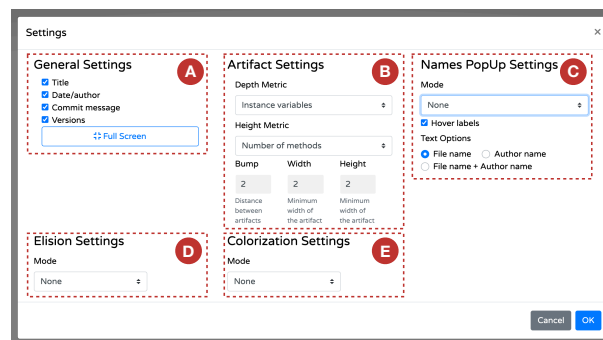 Settings
×
General Settings
A
Title
Date/author
Commit message
Versions
Full Screen
Artifact Settings
B
Depth Metric
Instance variables
Height Metric
Number of methods
Bump Width Height
2 2 2
Distance between artifacts
Minimum width of the artifact
Minimum width of the artifact
Names PopUp Settings
C
Mode
None
Hover labels
Text Options
File name Author name
File name + Author name
Elision Settings
D
Mode
None
Colorization Settings
E
Mode
None
Cancel OK